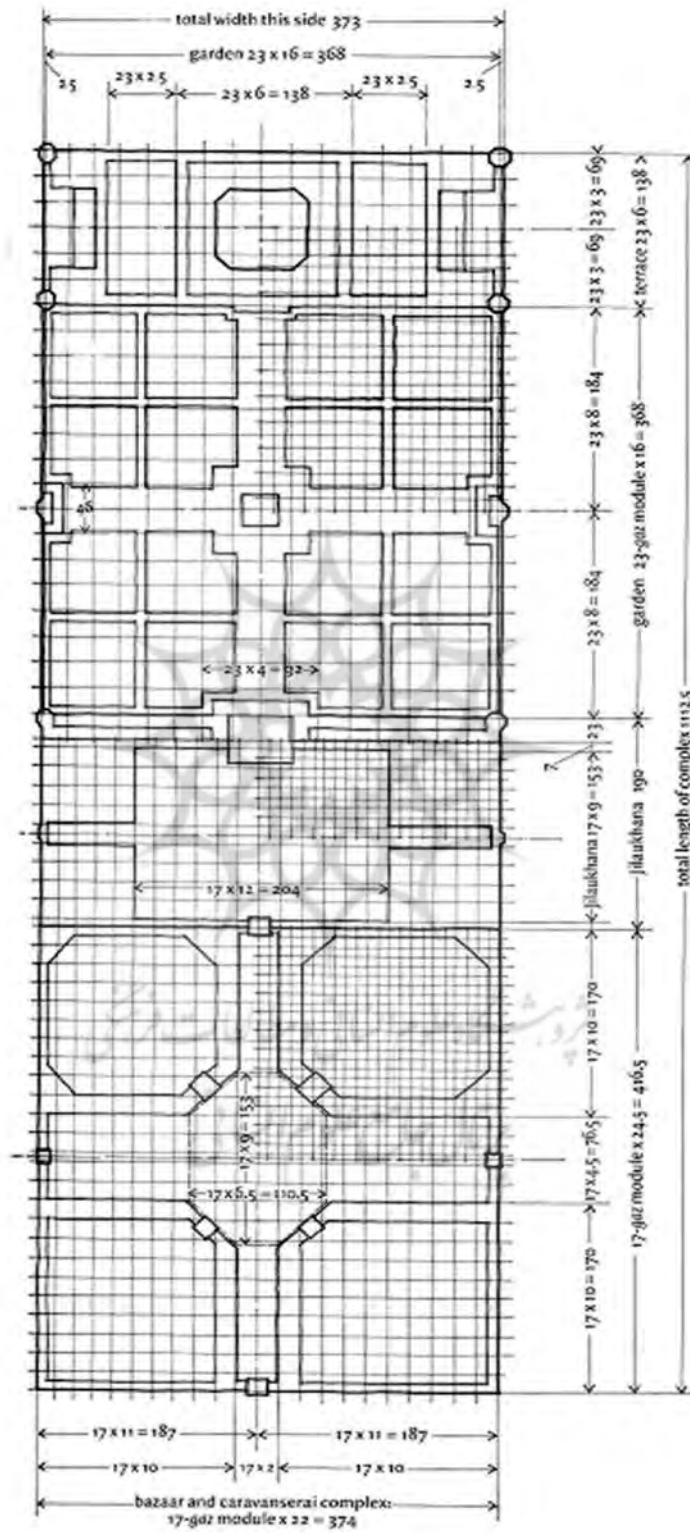 total width this side 373
garden 23 x 16 = 368
2.5
23 x 2.5
23 x 6 = 138
23 x 2.5
2.5
23 x 3 = 69
23 x 3 = 69
terrace 23 x 6 = 138
23 x 8 = 184
23 x 8 = 184
garden 23-gaz module x 16 = 368
46
23 x 4 = 92
23
7
jilaukhana 17 x 9 = 153
jilaukhana 190
total length of complex 1112.5
17 x 12 = 204
17 x 10 = 170
17 x 4.5 = 76.5
17 x 10 = 170
17-gaz module x 24.5 = 416.5
17 x 9 = 153
17 x 6.5 = 110.5
17 x 11 = 187
17 x 11 = 187
17 x 10
17 x 2
17 x 10
bazaar and caravanserai complex:
17-gaz module x 22 = 374